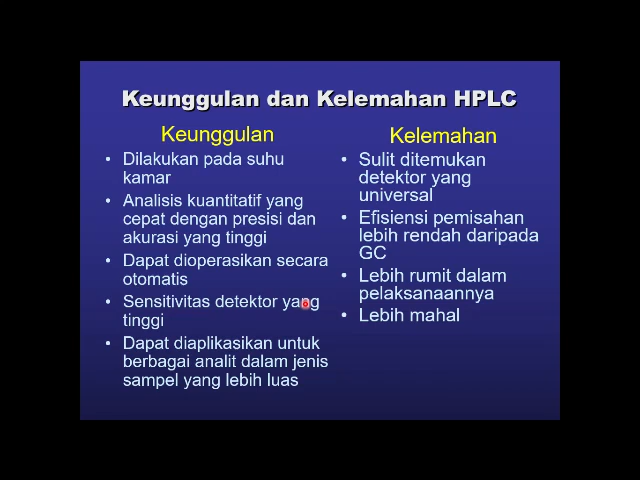 Keunggulan dan Kelemahan HPLC
Keunggulan
• Dilakukan pada suhu
kamar
• Analisis kuantitatif yang
cepat dengan presisi dan
akurasi yang tinggi
• Dapat dioperasikan secara
otomatis
• Sensitivitas detektor yang
tinggi
• Dapat diaplikasikan untuk
berbagai analit dalam jenis
sampel yang lebih luas
Kelemahan
• Sulit ditemukan
detektor yang
universal
• Efisiensi pemisahan
lebih rendah daripada
GC
• Lebih rumit dalam
pelaksanaannya
• Lebih mahal